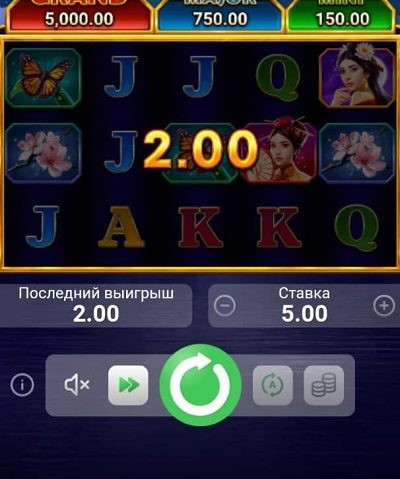 GRAND MAJOR MINI
5,000.00 750.00 150.00
J J Q
J 2.00
J A K K Q
Последний выигрыш
2.00
Ставка
5.00
A